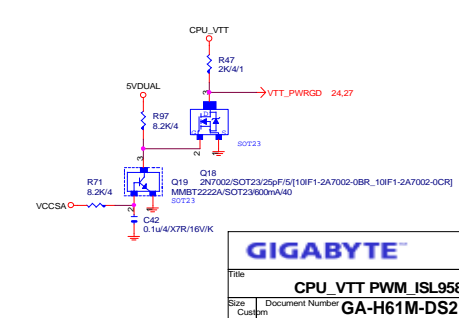 CPU_VTT
R47
2K/4/1
3
VTT_PWRGD 24,27
5VDUAL
R97
8.2K/4
D
G S
SOT23
2
1
3
R71
8.2K/4
Q18
Q19 2N7002/SOT23/25pF/5/[10IF1-2A7002-0BR_10IF1-2A7002-0CR]
MMBT2222A/SOT23/600mA/40
SOT23
VCCSA
2
1
C42
0.1u/4/X7R/16V/K
GIGABYTE
Title
CPU_VTT PWM_ISL958
Size Document Number
Custom
GA-H61M-DS2